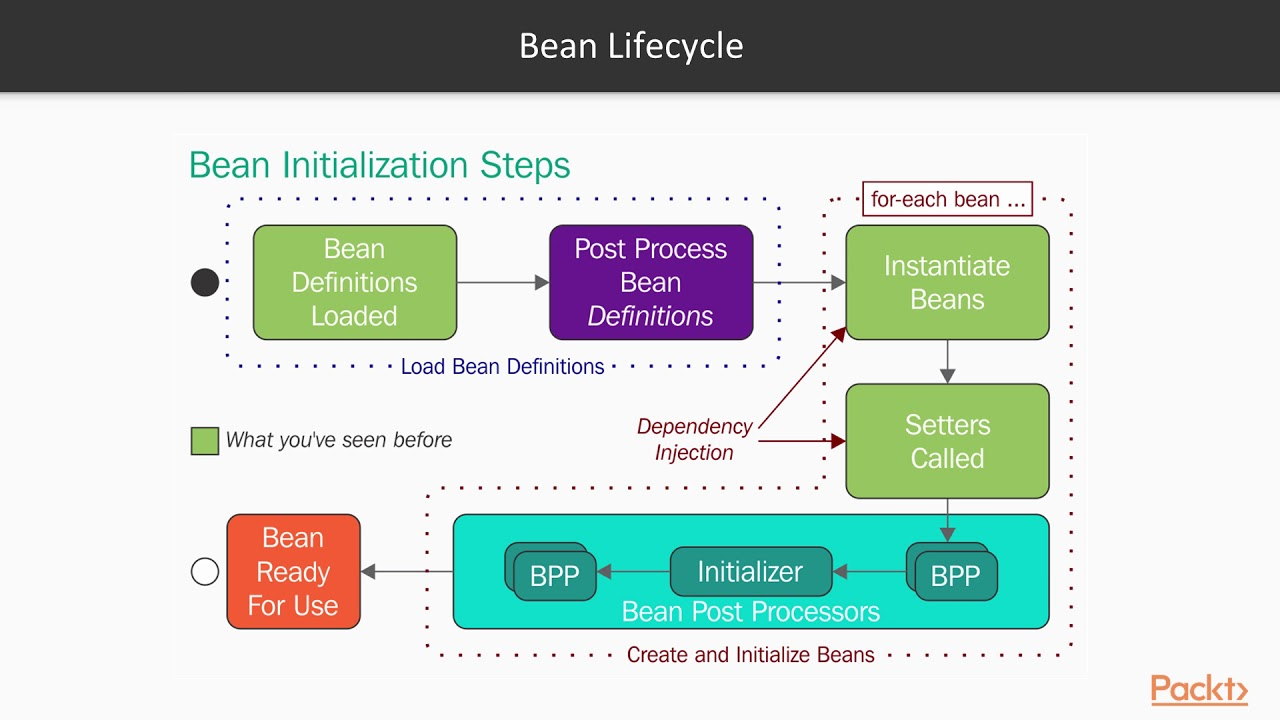 Bean Lifecycle
Bean Initialization Steps
for-each bean ...
Bean
Definitions
Loaded
Post Process
Bean
Definitions
Instantiate
Beans
Load Bean Definitions
Dependency
Injection
Setters
Called
What you've seen before
Bean
Ready
For Use
BPP
Initializer
BPP
Bean Post Processors
Create and Initialize Beans
Packt>